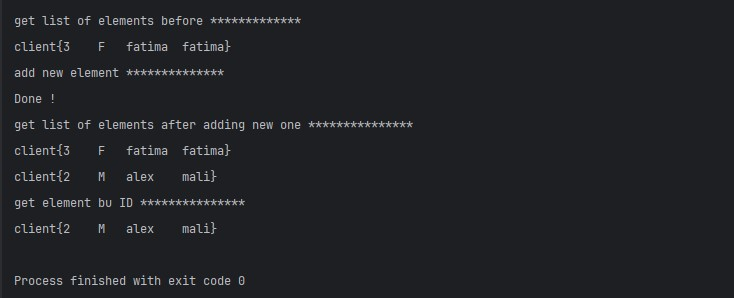 get list of elements before *************
client{3    F   fatima  fatima}
add new element **************
Done !
get list of elements after adding new one ***************
client{3    F   fatima  fatima}
client{2    M   alex    mali}
get element bu ID ***************
client{2    M   alex    mali}
Process finished with exit code 0